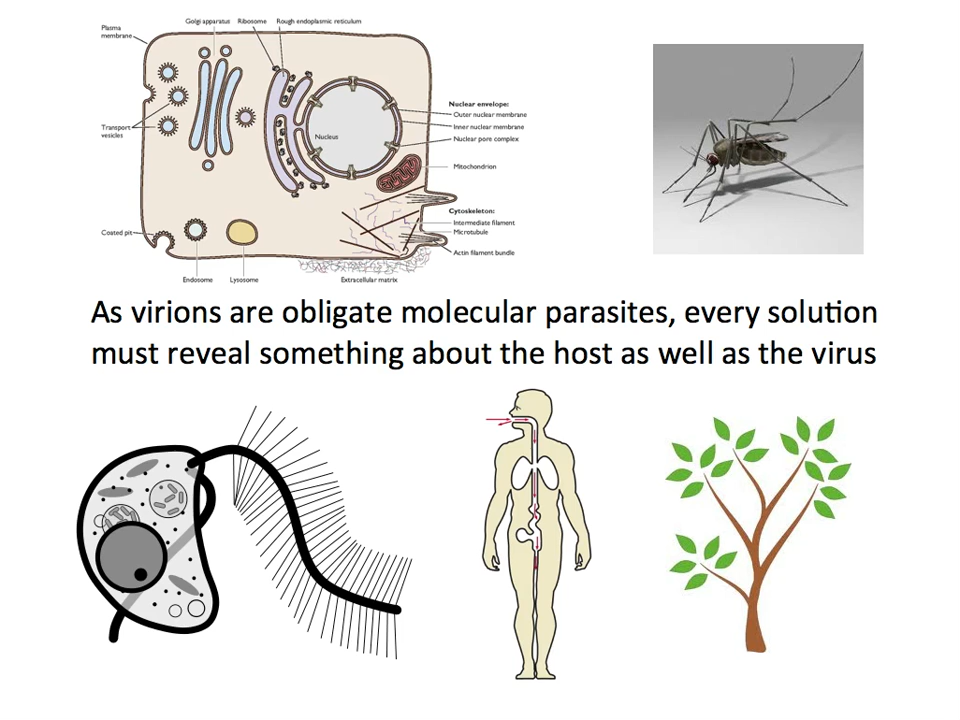 Golgi apparatus
Ribosome
Rough endoplasmic reticulum
Plasma
membrane
Transport
vesicles
Nucleus
Nuclear envelope:
Outer nuclear membrane
Inner nuclear membrane
Nuclear pore complex
Mitochondrion
Cytoskeleton:
Intermediate filament
Microtubule
Actin filament bundle
Coated pit
Endosome
Lysosome
Extracellular matrix
As virions are obligate molecular parasites, every solution
must reveal something about the host as well as the virus